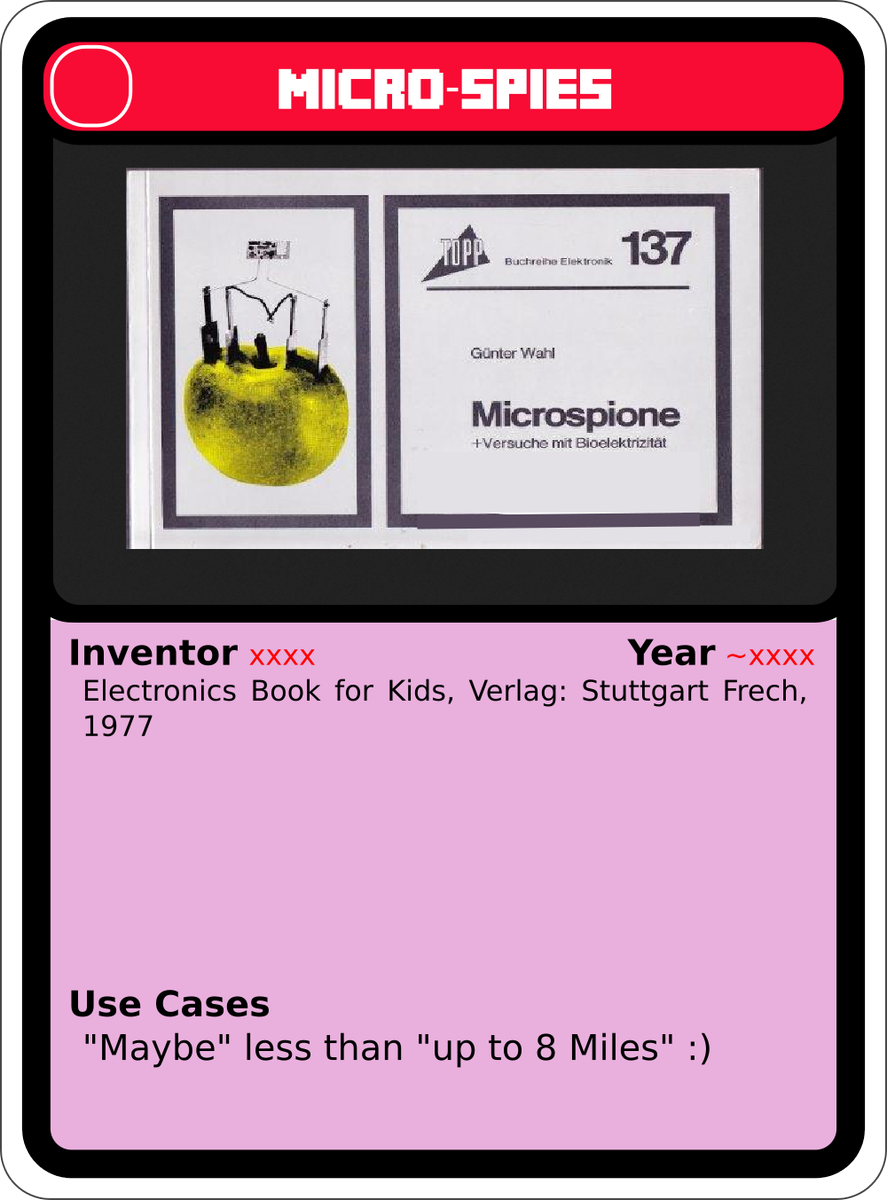 MICRO-SPIES
TOPP
Buchreihe Elektronik 137
Günter Wahl
Microspione
+Versuche mit Bioelektrizität
Inventor xxxx Year ~xxxx
Electronics Book for Kids, Verlag: Stuttgart Frech,
1977
Use Cases
"Maybe" less than "up to 8 Miles" :)